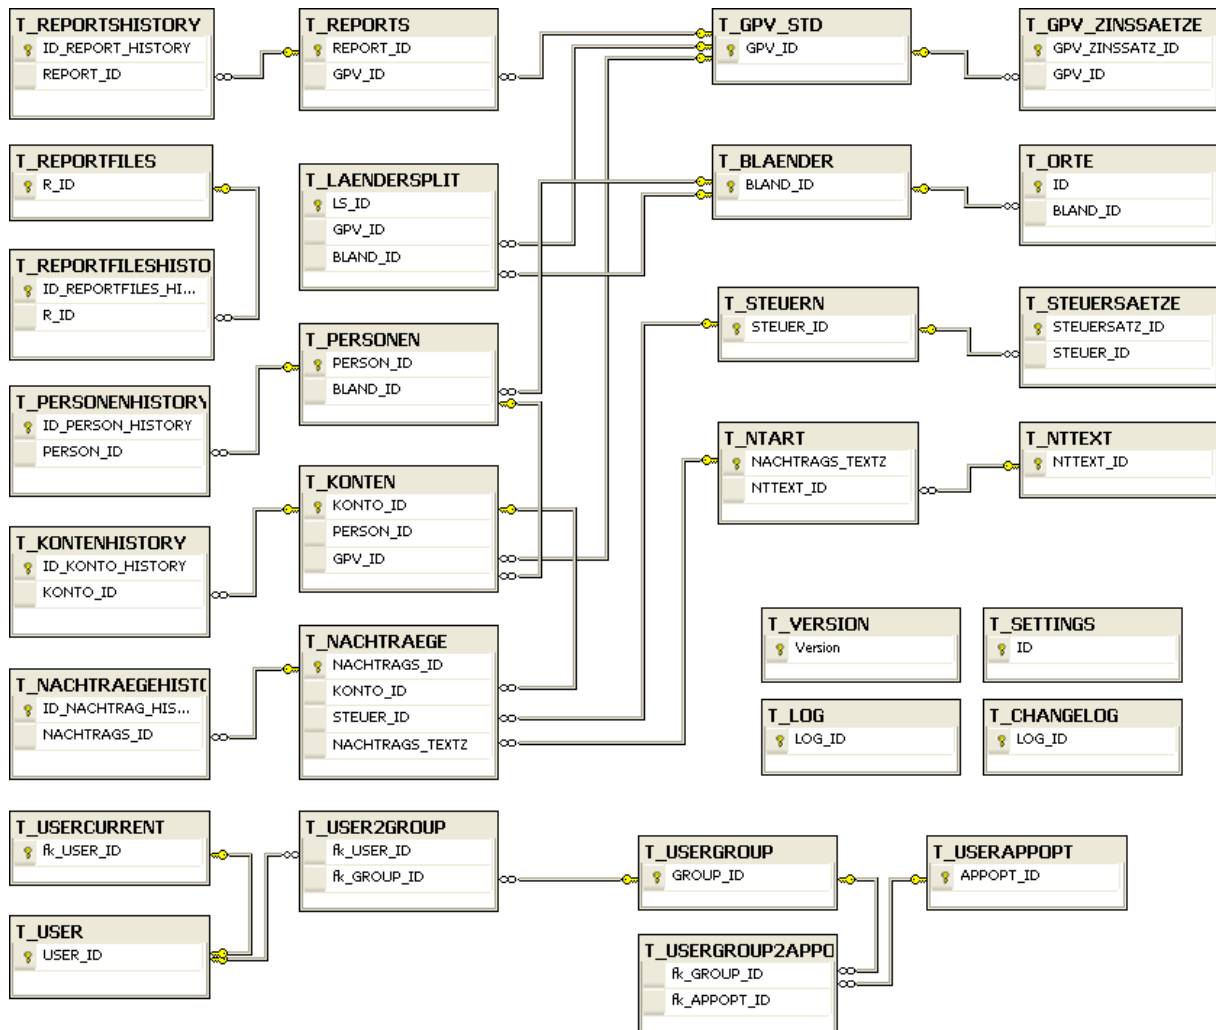 T_REPORTSHISTORY
ID_REPORT_HISTORY
REPORT_ID
T_REPORTS
REPORT_ID
GPV_ID
T_GPV_STD
GPV_ID
T_GPV_ZINSSAETZE
GPV_ZINSSATZ_ID
GPV_ID
T_REPORTFILES
R_ID
T_LAENDERSPLIT
LS_ID
GPV_ID
BLAND_ID
T_BLAENDER
BLAND_ID
T_ORTE
ID
BLAND_ID
T_REPORTFILESHISTO
ID_REPORTFILES_HI...
R_ID
T_PERSONEN
PERSON_ID
BLAND_ID
T_STEUERN
STEUER_ID
T_STEUERSAETZE
STEUERSATZ_ID
STEUER_ID
T_PERSONENHISTORY
ID_PERSON_HISTORY
PERSON_ID
T_KONTEN
KONTO_ID
PERSON_ID
GPV_ID
T_NTART
NACHTRAGS_TEXTZ
NTTEXT_ID
T_NTTEXT
NTTEXT_ID
T_KONTENHISTORY
ID_KONTO_HISTORY
KONTO_ID
T_NACHTRAEGE
NACHTRAGS_ID
KONTO_ID
STEUER_ID
NACHTRAGS_TEXTZ
T_VERSION
Version
T_SETTINGS
ID
T_NACHTRAEGEHISTO
ID_NACHTRAG_HIS...
NACHTRAGS_ID
T_LOG
LOG_ID
T_CHANGELOG
LOG_ID
T_USERCURRENT
fk_USER_ID
T_USER2GROUP
fk_USER_ID
fk_GROUP_ID
T_USERGROUP
GROUP_ID
T_USERAPPOPT
APPOPT_ID
T_USER
USER_ID
T_USERGROUP2APPO
fk_GROUP_ID
fk_APPOPT_ID